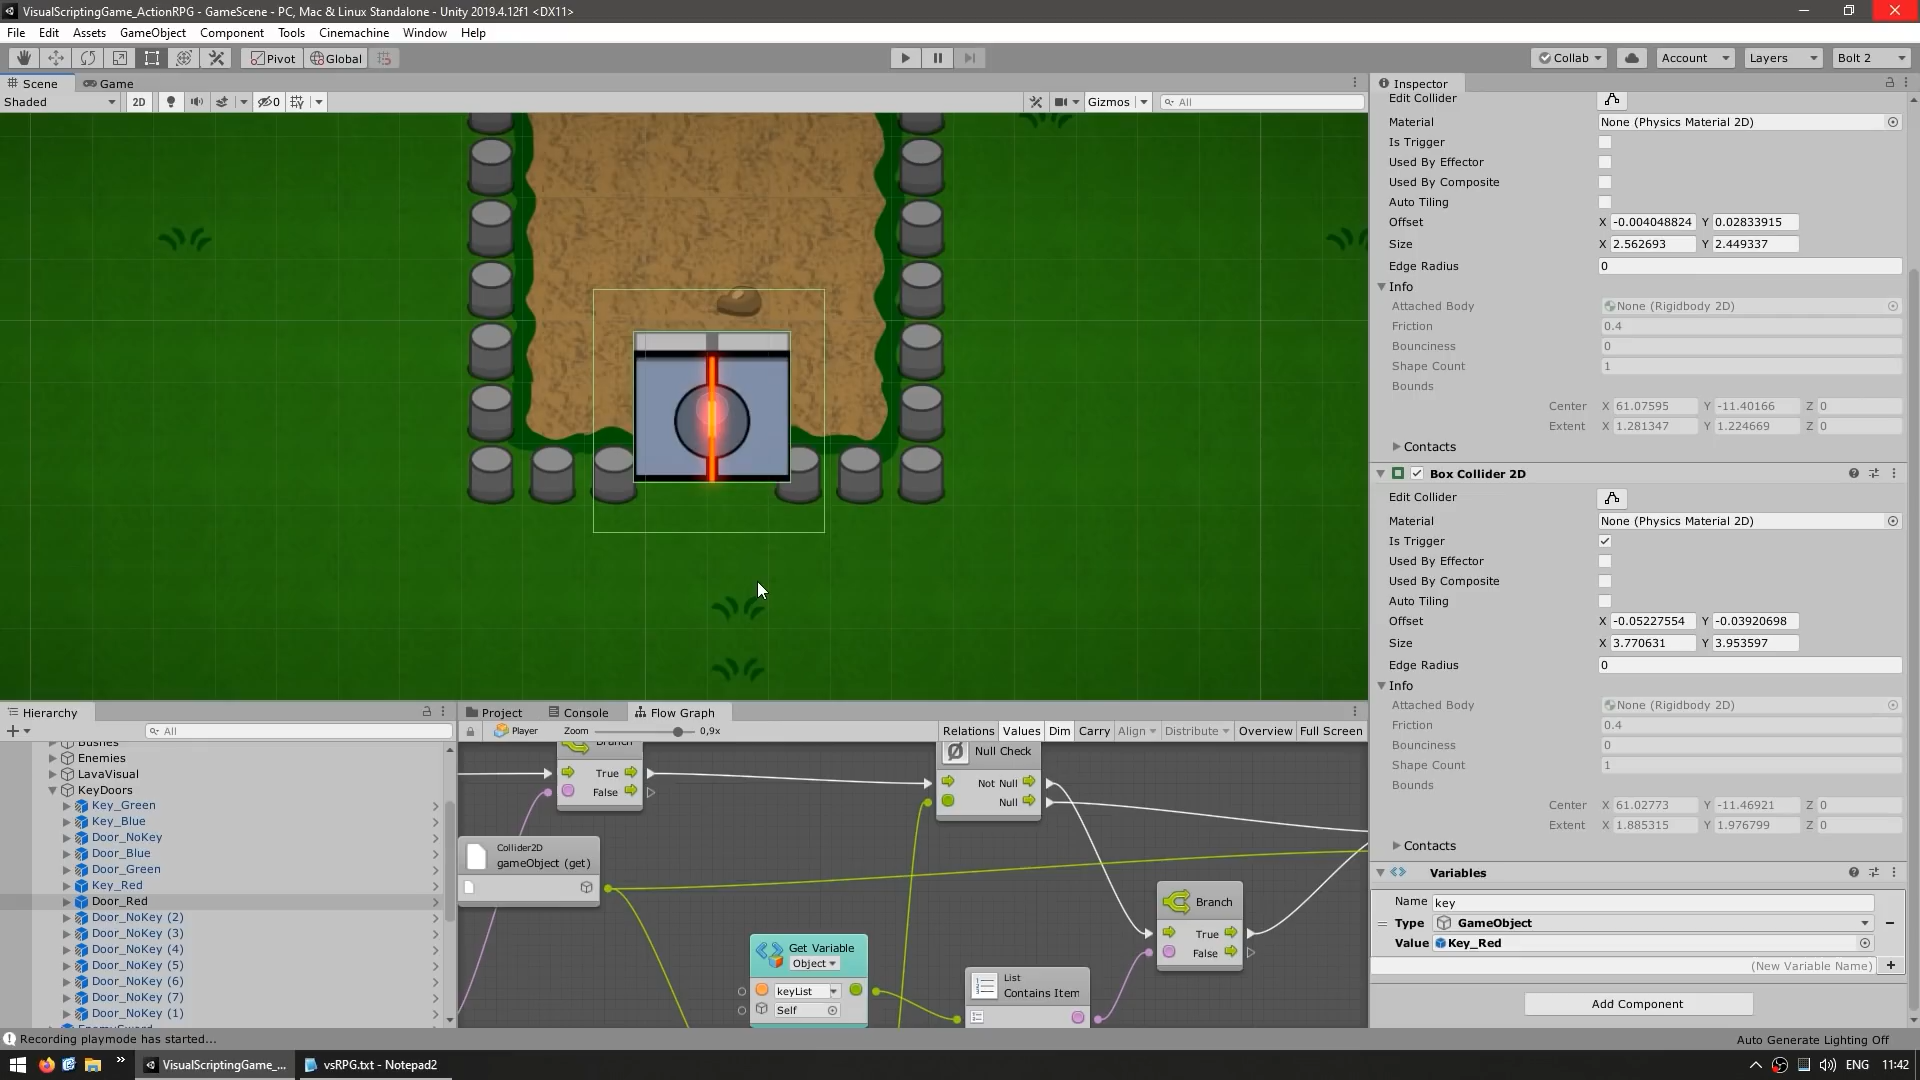 VisualScriptingGame_ActionRPG - GameScene - PC, Mac & Linux Standalone - Unity 2019.4.12f1 <DX11>
File Edit Assets GameObject Component Tools Cinemachine Window Help
Pivot Global Collab Account Layers Bolt 2
Scene Game
Shaded 2D 0 Gizmos All
Inspector
Edit Collider
Material None (Physics Material 2D)
Is Trigger
Used By Effector
Used By Composite
Auto Tiling
Offset X -0.004048824 Y 0.02833915
Size X 2.562693 Y 2.449337
Edge Radius 0
Info
Attached Body None (Rigidbody 2D)
Friction 0.4
Bounciness 0
Shape Count 1
Bounds
Center X 61.07595 Y -11.40166 Z 0
Extent X 1.281347 Y 1.224669 Z 0
Contacts
Box Collider 2D
Edit Collider
Material None (Physics Material 2D)
Is Trigger
Used By Effector
Used By Composite
Auto Tiling
Offset X -0.05227554 Y -0.03920698
Size X 3.770631 Y 3.953597
Edge Radius 0
Info
Attached Body None (Rigidbody 2D)
Friction 0.4
Bounciness 0
Shape Count 1
Bounds
Center X 61.02773 Y -11.46921 Z 0
Extent X 1.885315 Y 1.976799 Z 0
Contacts
Variables
Name key
Type GameObject
Value Key_Red
(New Variable Name)
Add Component
Hierarchy
All
Bushes
Enemies
LavaVisual
KeyDoors
Key_Green
Key_Blue
Door_NoKey
Door_Blue
Door_Green
Key_Red
Door_Red
Door_NoKey (2)
Door_NoKey (3)
Door_NoKey (4)
Door_NoKey (5)
Door_NoKey (6)
Door_NoKey (7)
Door_NoKey (1)
EnemySword
Project Console Flow Graph
Player Zoom 0,9x Relations Values Dim Carry Align Distribute Overview Full Screen
Branch
True
False
Null Check
Not Null
Null
Collider2D
gameObject (get)
Get Variable
Object
keyList
Self
List
Contains Item
Branch
True
False
Recording playmode has started...
Auto Generate Lighting Off
VisualScriptingGame_... vsRPG.txt - Notepad2 ENG 11:42